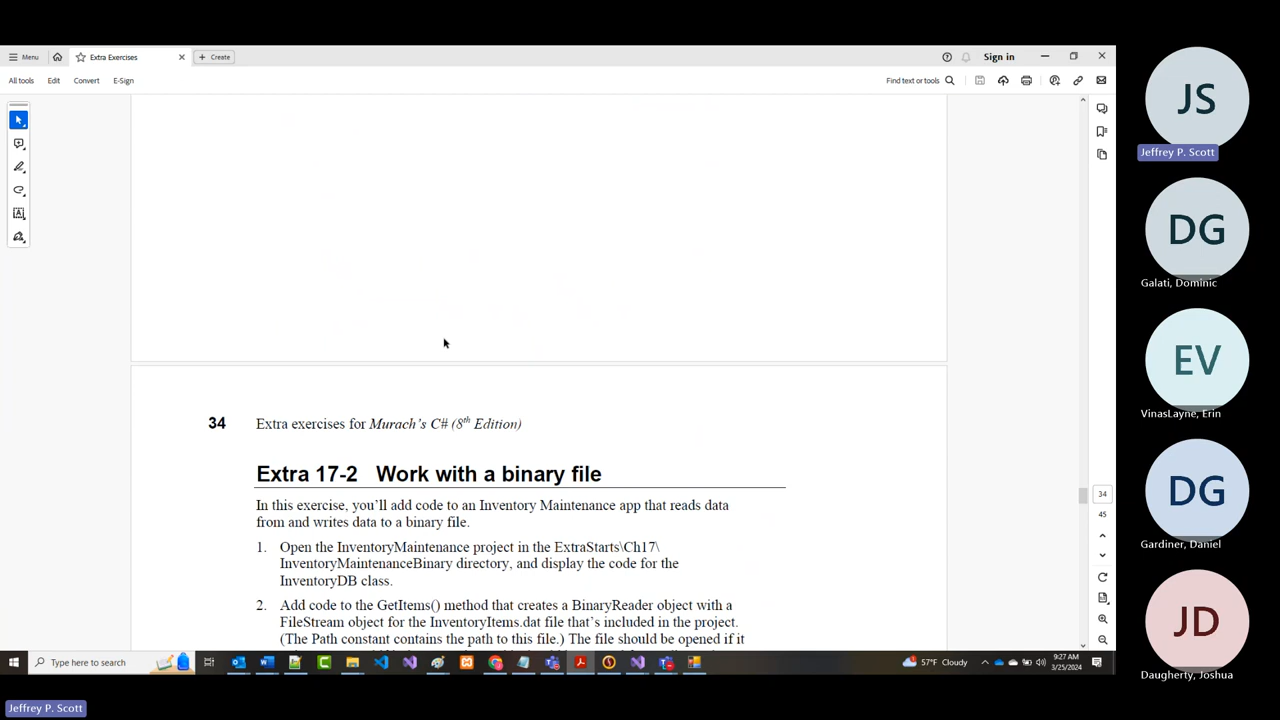 Menu
Extra Exercises
Create
Sign in
All tools
Edit
Convert
E-Sign
Find text or tools
34
Extra exercises for Murach's C# (8th Edition)
Extra 17-2 Work with a binary file
In this exercise, you'll add code to an Inventory Maintenance app that reads data
from and writes data to a binary file.
1. Open the InventoryMaintenance project in the ExtraStarts\Ch17\
InventoryMaintenanceBinary directory, and display the code for the
InventoryDB class.
2. Add code to the GetItems() method that creates a BinaryReader object with a
FileStream object for the InventoryItems.dat file that's included in the project.
(The Path constant contains the path to this file.) The file should be opened if it
34
45
Type here to search
57°F Cloudy
9:27 AM
3/25/2024
JS
Jeffrey P. Scott
DG
Galati, Dominic
EV
VinasLayne, Erin
DG
Gardiner, Daniel
JD
Daugherty, Joshua
Jeffrey P. Scott